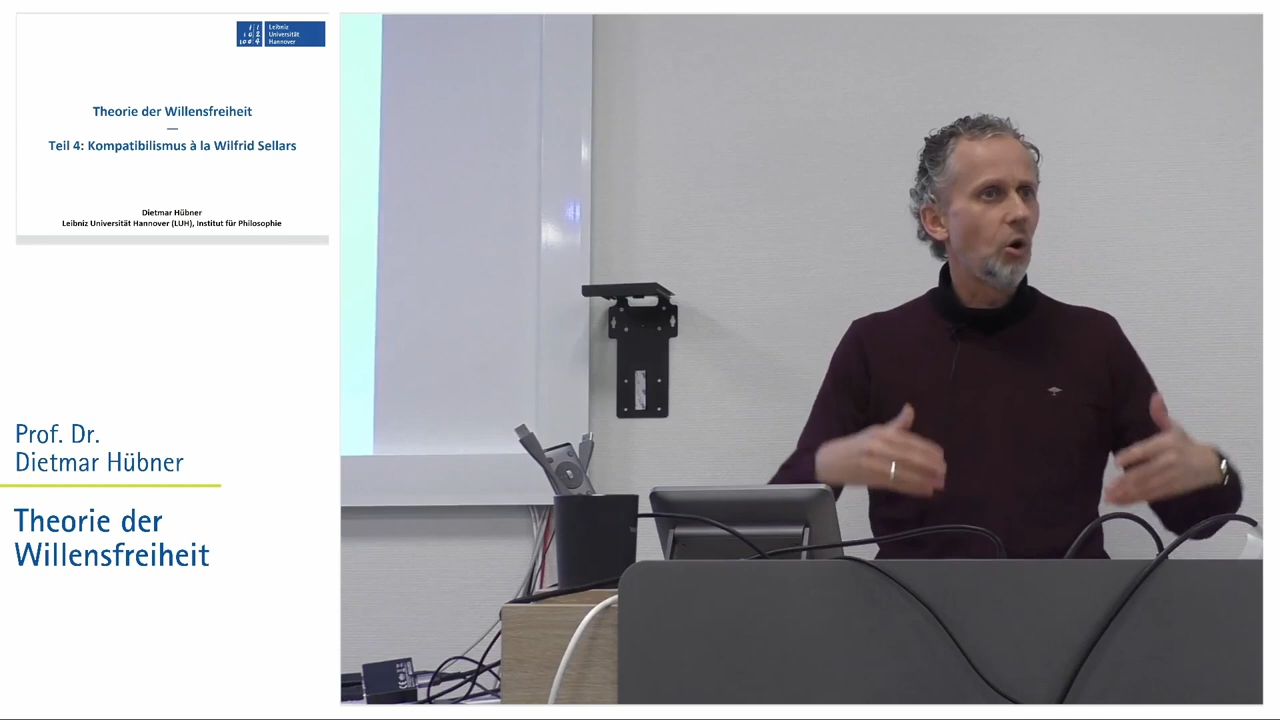 Leibniz
Universität
Hannover
Theorie der Willensfreiheit
—
Teil 4: Kompatibilismus à la Wilfrid Sellars
Dietmar Hübner
Leibniz Universität Hannover (LUH), Institut für Philosophie
Prof. Dr.
Dietmar Hübner
Theorie der
Willensfreiheit